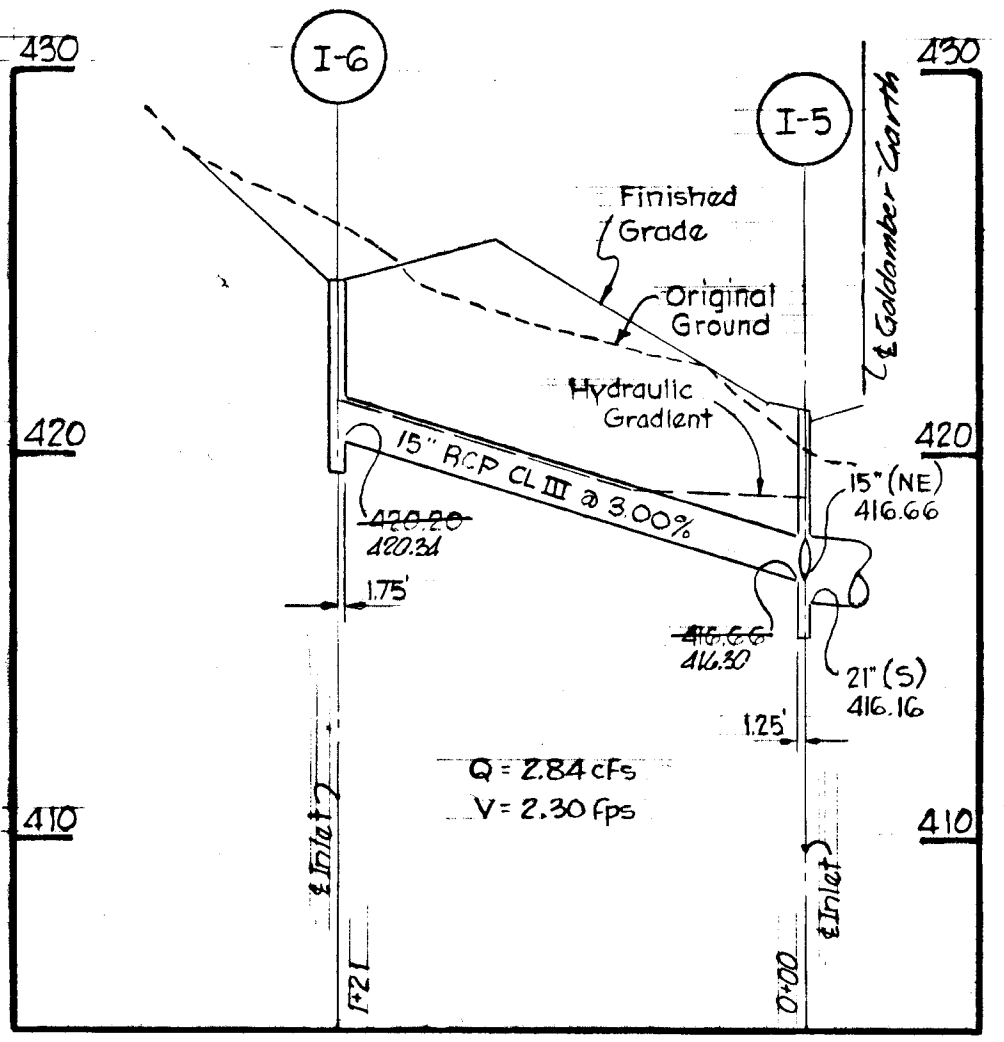 430
I-6
430
I-5
℄ Goldamber Garth
Finished
Grade
Original
Ground
Hydraulic
Gradient
420
420
15" RCP CL III @ 3.00%
15" (NE)
416.66
420.20
420.34
1.75'
416.66
416.30
21" (S)
416.16
1.25'
Q = 2.84 cfs
V = 2.30 fps
410
410
℄ Inlet
℄ Inlet
1+21
0+00